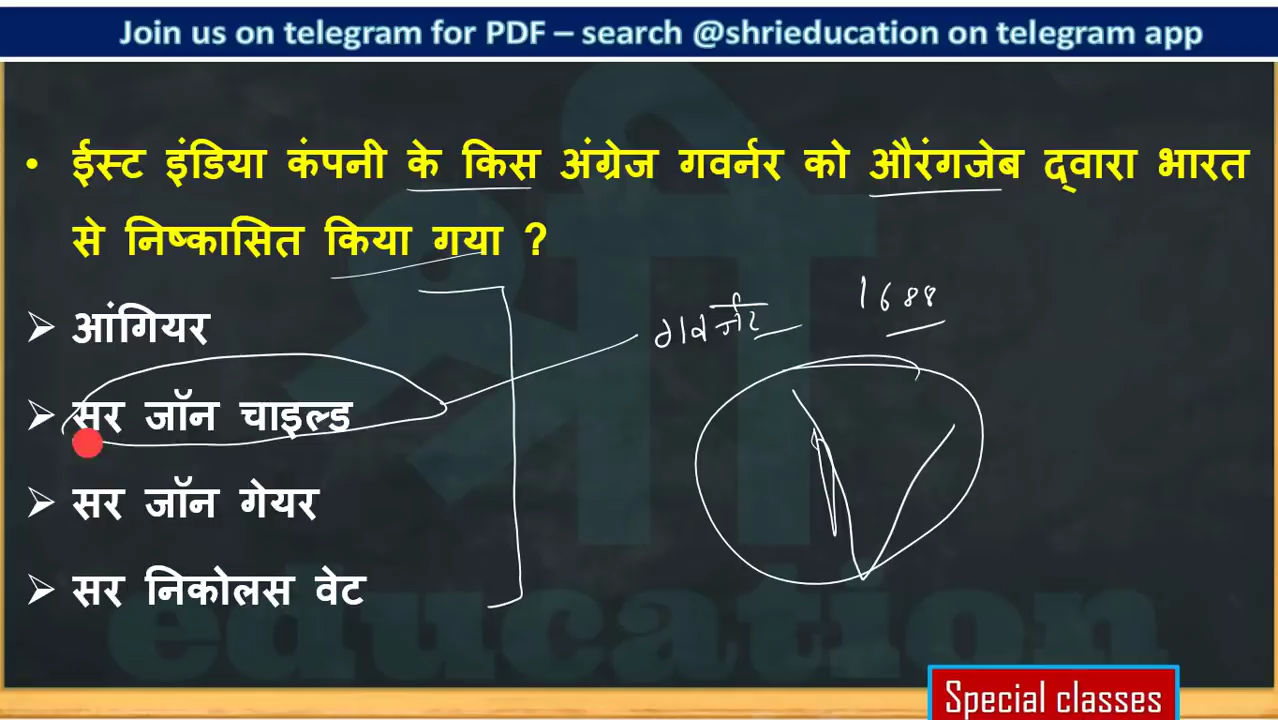 Join us on telegram for PDF – search @shrieducation on telegram app
• ईस्ट इंडिया कंपनी के किस अंग्रेज गवर्नर को औरंगजेब द्वारा भारत
से निष्कासित किया गया ?
➢ आंगियर
गवर्नर 1688
➢ सर जॉन चाइल्ड
➢ सर जॉन गेयर
➢ सर निकोलस वेट
श्री
education
Special classes